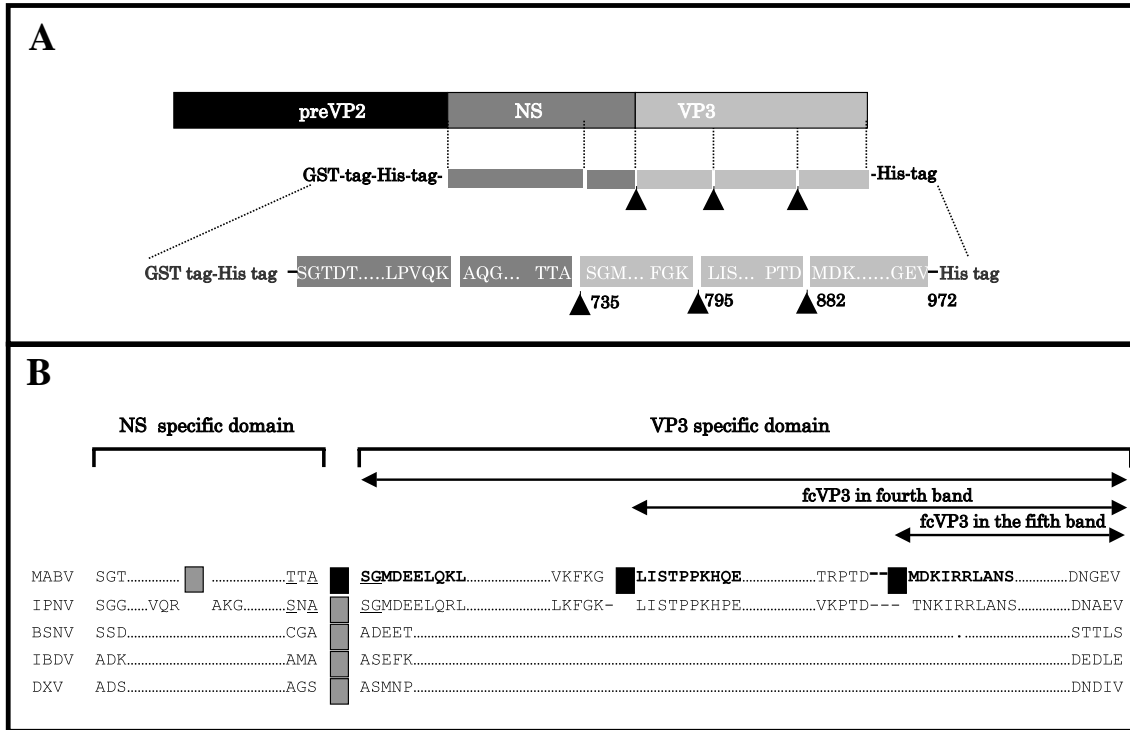 A
preVP2 NS VP3
GST-tag-His-tag- -His-tag
GST tag-His tag SGTDT.....LPVQK AQG... TTA SGM... FGK LIS... PTD MDK......GEV His tag
735 795 882 972
B
NS specific domain VP3 specific domain
fcVP3 in fourth band
fcVP3 in the fifth band
MABV SGT.................... ....................TTA SGMDEELQKL....................VKFKG LISTPPKHQE....................TRPTD-- MDKIRRLANS....................DNGEV
IPNV SGG....VQR AKG........SNA SGMDEELQRL....................LKFGK- LISTPPKHPE....................VKPTD--- TNKIRRLANS....................DNAEV
BSNV SSD....................CGA ADEET....................STTLS
IBDV ADK....................AMA ASEFK....................DEDLE
DXV ADS....................AGS ASMNP....................DNDIV